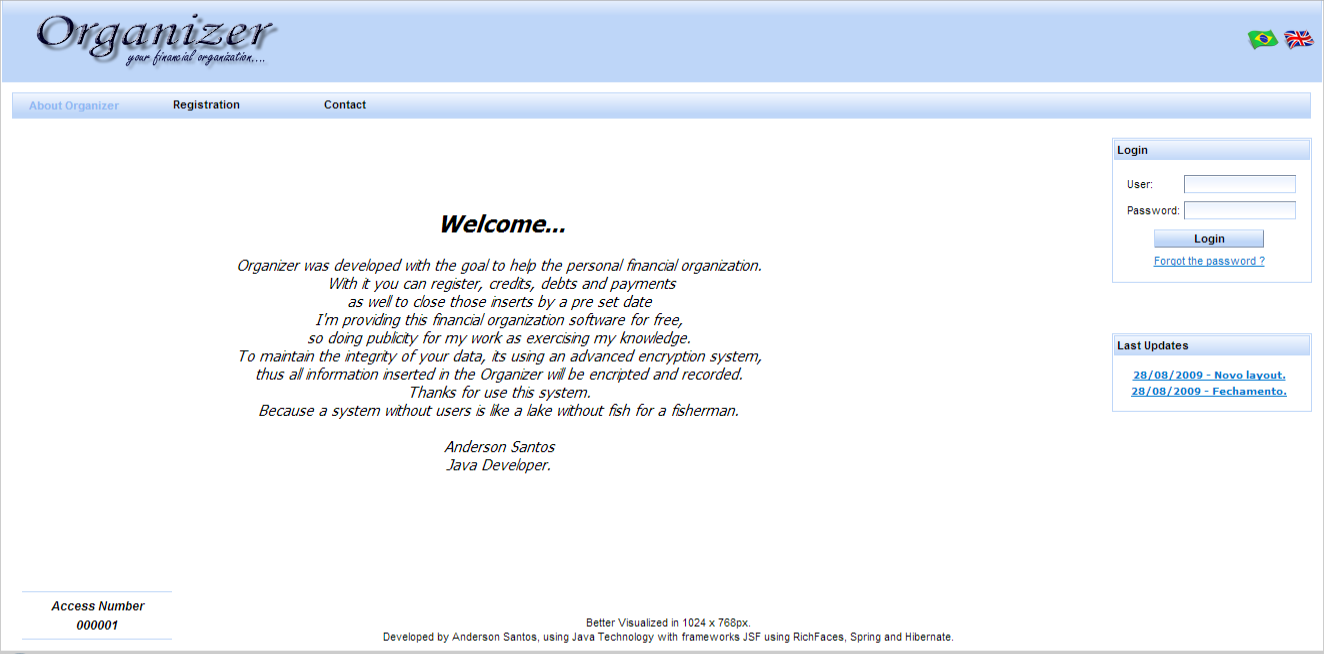 Organizer
your financial organization....
About Organizer
Registration
Contact
Login
User:
Password:
Login
Forgot the password ?
Welcome...
Organizer was developed with the goal to help the personal financial organization.
With it you can register, credits, debts and payments
as well to close those inserts by a pre set date
I'm providing this financial organization software for free,
so doing publicity for my work as exercising my knowledge.
To maintain the integrity of your data, its using an advanced encryption system,
thus all information inserted in the Organizer will be encripted and recorded.
Thanks for use this system.
Because a system without users is like a lake without fish for a fisherman.
Anderson Santos
Java Developer.
Last Updates
28/08/2009 - Novo layout.
28/08/2009 - Fechamento.
Access Number
000001
Better Visualized in 1024 x 768px.
Developed by Anderson Santos, using Java Technology with frameworks JSF using RichFaces, Spring and Hibernate.